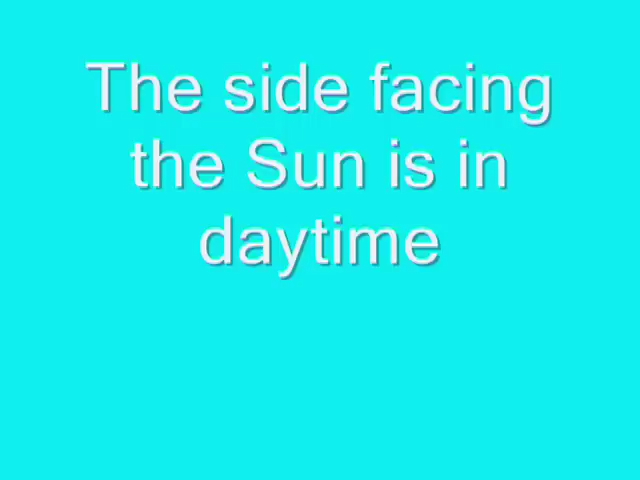 The side facing
the Sun is in
daytime